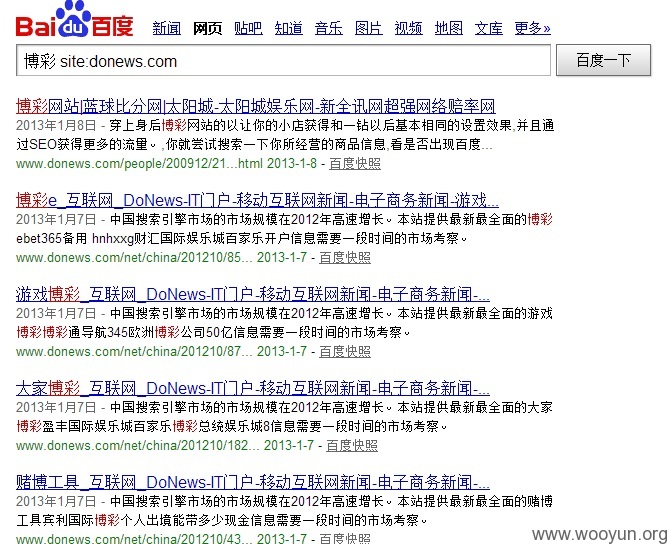 Bai du 百度 新闻 网页 贴吧 知道 音乐 图片 视频 地图 文库 更多»
博彩 site:donews.com 百度一下
博彩网站|蓝球比分网|太阳城-太阳城娱乐网-新全讯网超强网络赔率网
2013年1月8日 - 穿上身后博彩网站的以让你的小店获得和一钻以后基本相同的设置效果,并且通
过SEO获得更多的流量。,你就尝试搜索一下你所经营的商品信息,看是否出现百度...
www.donews.com/people/200912/21...html 2013-1-8 - 百度快照
博彩e_互联网_DoNews-IT门户-移动互联网新闻-电子商务新闻-游戏...
2013年1月7日 - 中国搜索引擎市场的市场规模在2012年高速增长。本站提供最新最全面的博彩
ebet365备用 hnhxxg财汇国际娱乐城百家乐开户信息需要一段时间的市场考察。
www.donews.com/net/china/201210/85... 2013-1-7 - 百度快照
游戏博彩_互联网_DoNews-IT门户-移动互联网新闻-电子商务新闻-...
2013年1月7日 - 中国搜索引擎市场的市场规模在2012年高速增长。本站提供最新最全面的游戏
博彩博彩通导航345欧洲博彩公司50亿信息需要一段时间的市场考察。
www.donews.com/net/china/201210/87... 2013-1-7 - 百度快照
大家博彩_互联网_DoNews-IT门户-移动互联网新闻-电子商务新闻-...
2013年1月7日 - 中国搜索引擎市场的市场规模在2012年高速增长。本站提供最新最全面的大家
博彩盈丰国际娱乐城百家乐博彩总统娱乐城8信息需要一段时间的市场考察。
www.donews.com/net/china/201210/182... 2013-1-7 - 百度快照
赌博工具_互联网_DoNews-IT门户-移动互联网新闻-电子商务新闻-...
2013年1月7日 - 中国搜索引擎市场的市场规模在2012年高速增长。本站提供最新最全面的赌博
工具宾利国际博彩个人出境能带多少现金信息需要一段时间的市场考察。
www.donews.com/net/china/201210/43... 2013-1-7 - 百度快照
www.wooyun.org